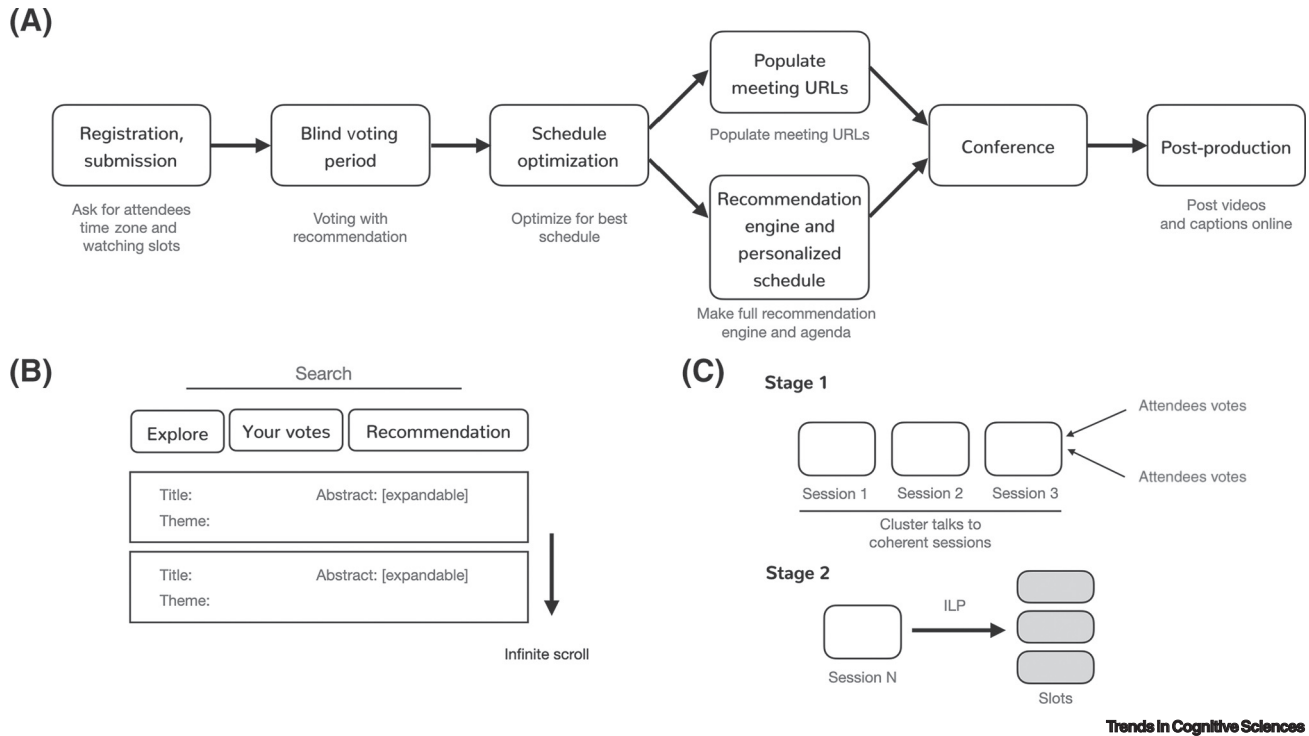 (A)
Registration,
submission
Ask for attendees
time zone and
watching slots
Blind voting
period
Voting with
recommendation
Schedule
optimization
Optimize for best
schedule
Populate
meeting URLs
Populate meeting URLs
Recommendation
engine and
personalized
schedule
Make full recommendation
engine and agenda
Conference
Post-production
Post videos
and captions online
(B)
Search
Explore
Your votes
Recommendation
Title:
Abstract: [expandable]
Theme:
Title:
Abstract: [expandable]
Theme:
Infinite scroll
(C)
Stage 1
Attendees votes
Attendees votes
Session 1
Session 2
Session 3
Cluster talks to
coherent sessions
Stage 2
ILP
Session N
Slots
Trends in Cognitive Sciences